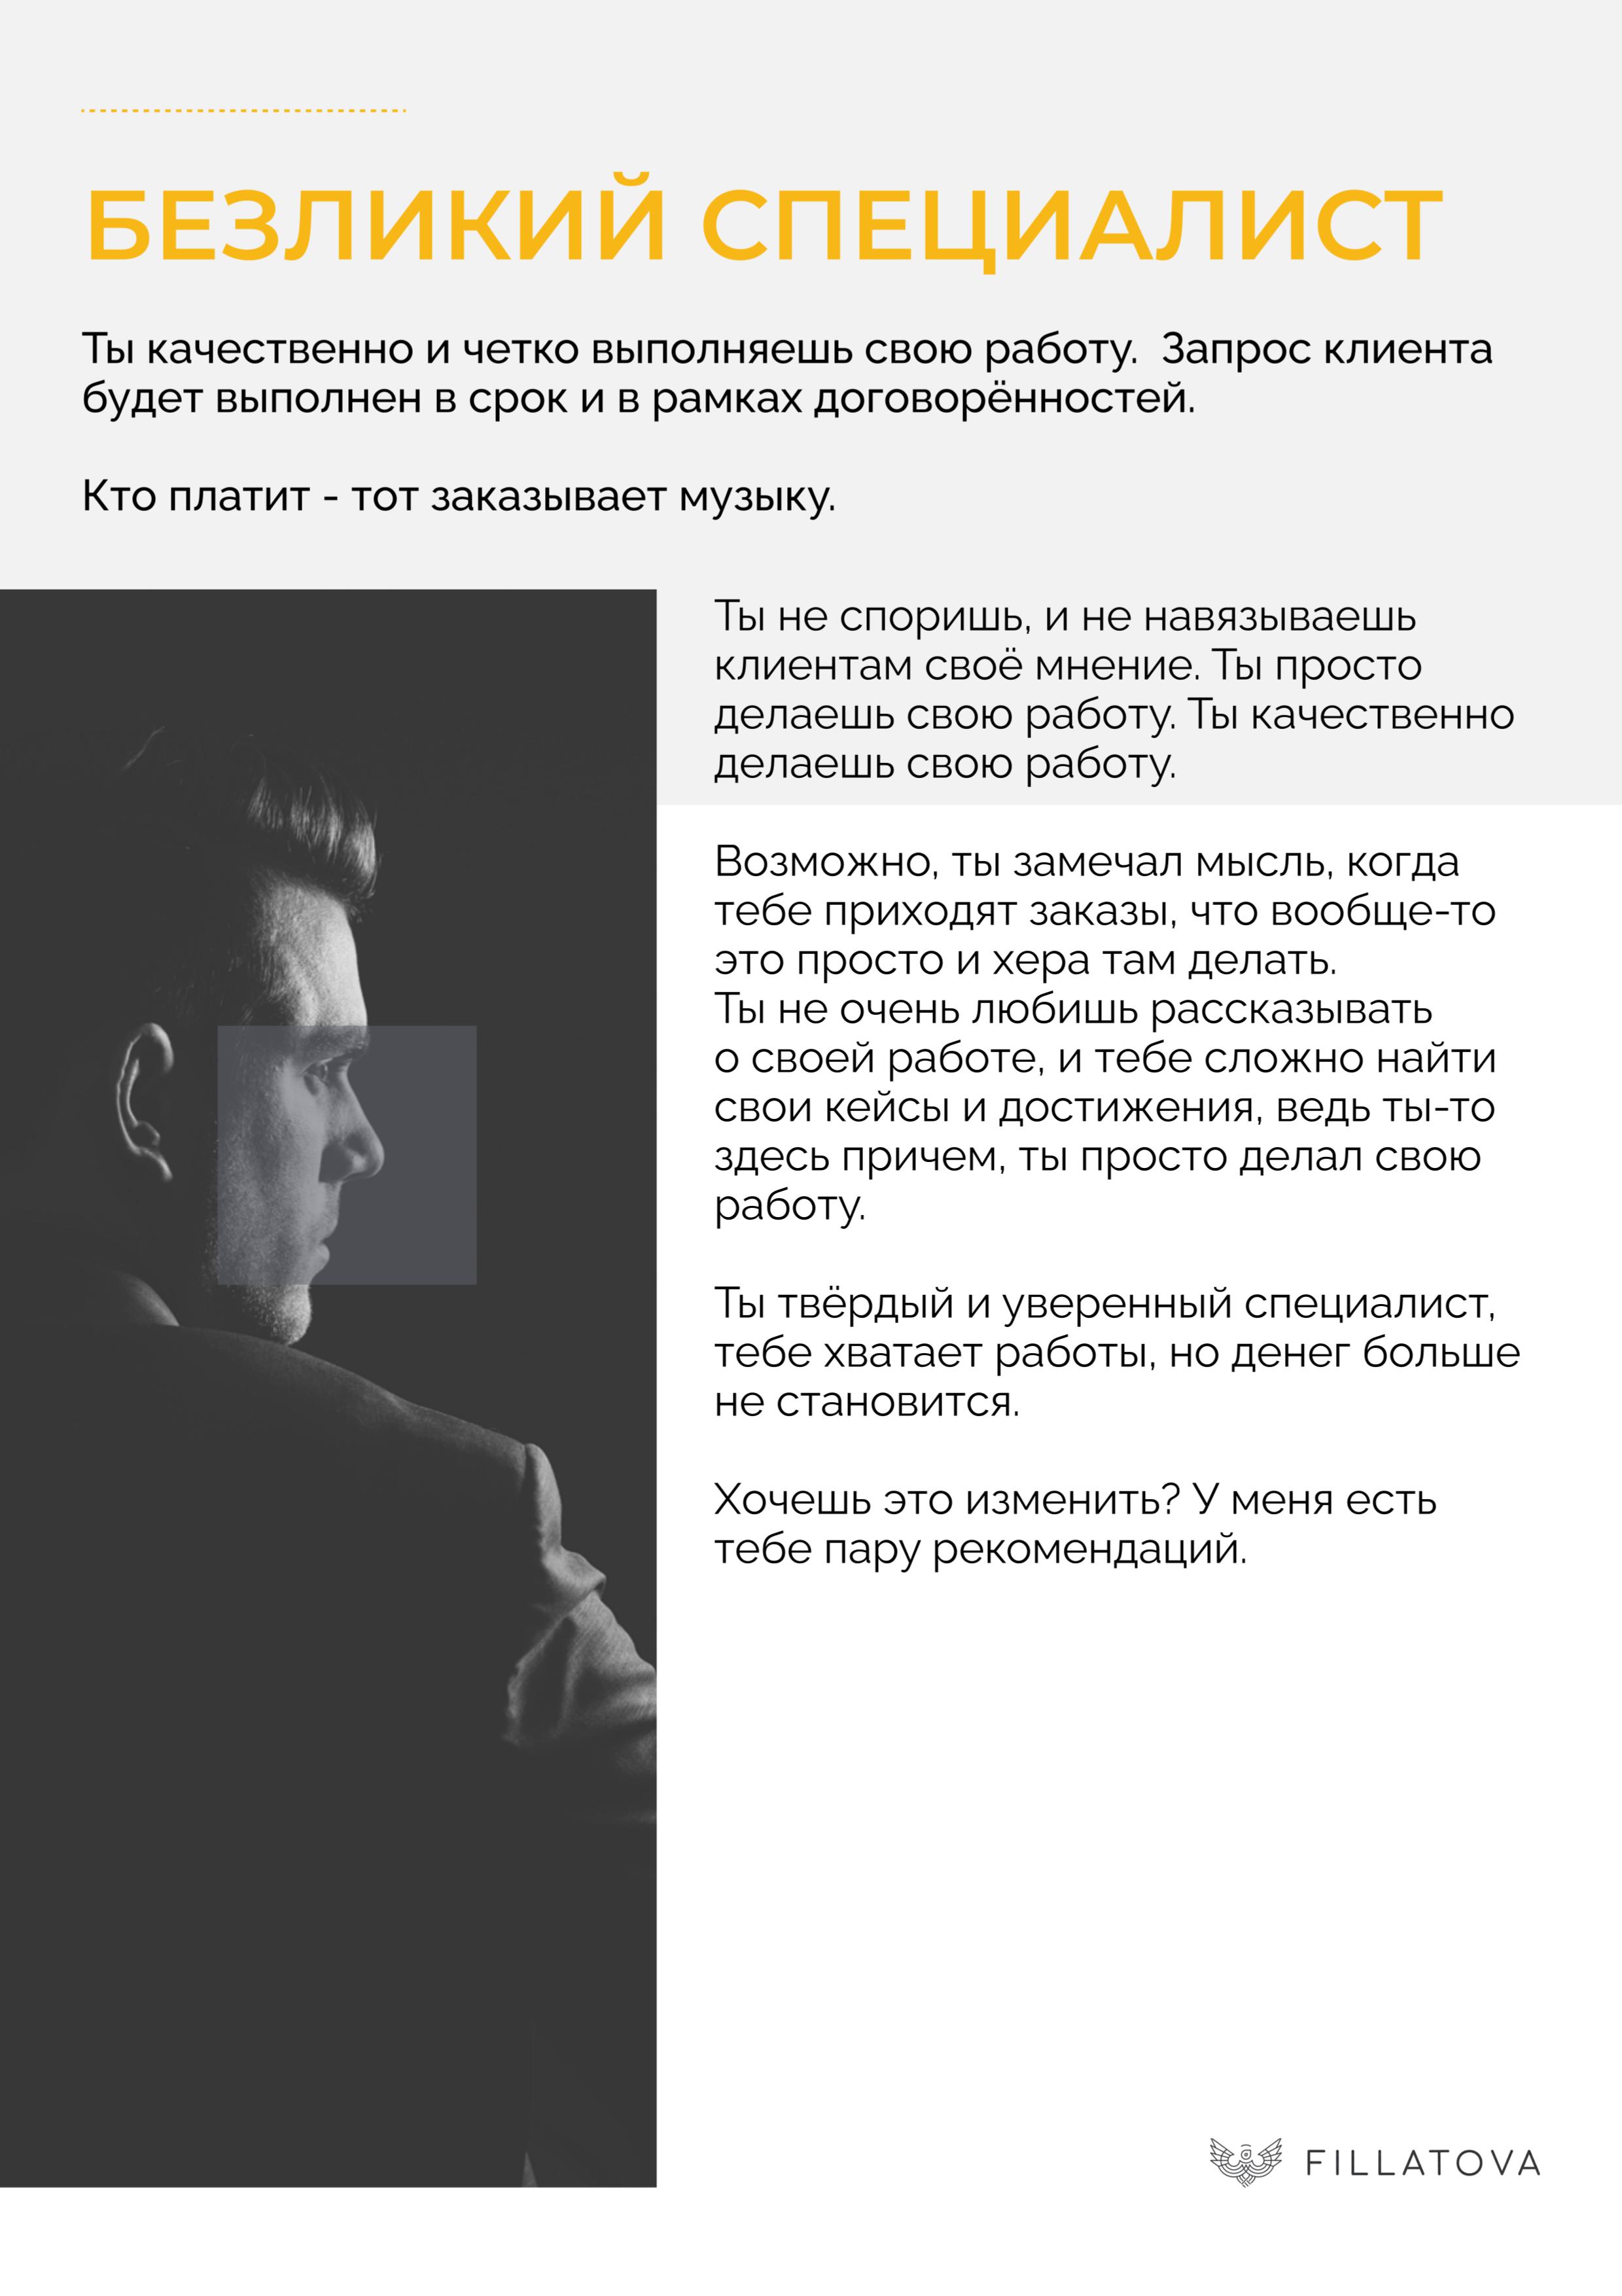 БЕЗЛИКИЙ СПЕЦИАЛИСТ
Ты качественно и четко выполняешь свою работу.  Запрос клиента
будет выполнен в срок и в рамках договорённостей.
Кто платит - тот заказывает музыку.
Ты не споришь, и не навязываешь
клиентам своё мнение. Ты просто
делаешь свою работу. Ты качественно
делаешь свою работу.
Возможно, ты замечал мысль, когда
тебе приходят заказы, что вообще-то
это просто и хера там делать.
Ты не очень любишь рассказывать
о своей работе, и тебе сложно найти
свои кейсы и достижения, ведь ты-то
здесь причем, ты просто делал свою
работу.
Ты твёрдый и уверенный специалист,
тебе хватает работы, но денег больше
не становится.
Хочешь это изменить? У меня есть
тебе пару рекомендаций.
FILLATOVA